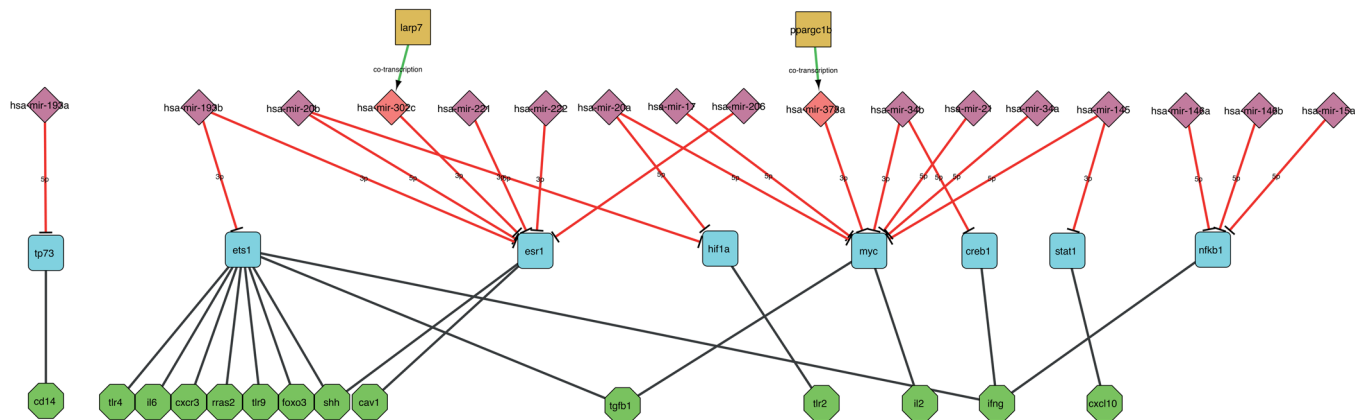 larp7
ppargc1b
co-transcription
co-transcription
hsa-mir-193a
hsa-mir-193b
hsa-mir-20b
hsa-mir-302c
hsa-mir-221
hsa-mir-222
hsa-mir-20a
hsa-mir-17
hsa-mir-206
hsa-mir-378a
hsa-mir-34b
hsa-mir-21
hsa-mir-34a
hsa-mir-145
hsa-mir-146a
hsa-mir-146b
hsa-mir-15a
5p
3p
3p
5p
3p
3p
5p
5p
5p
3p
3p
5p
5p
5p
3p
5p
5p
5p
tp73
ets1
esr1
hif1a
myc
creb1
stat1
nfkb1
cd14
tlr4
il6
cxcr3
rras2
tlr9
foxo3
shh
cav1
tgfb1
tlr2
il2
ifng
cxcl10